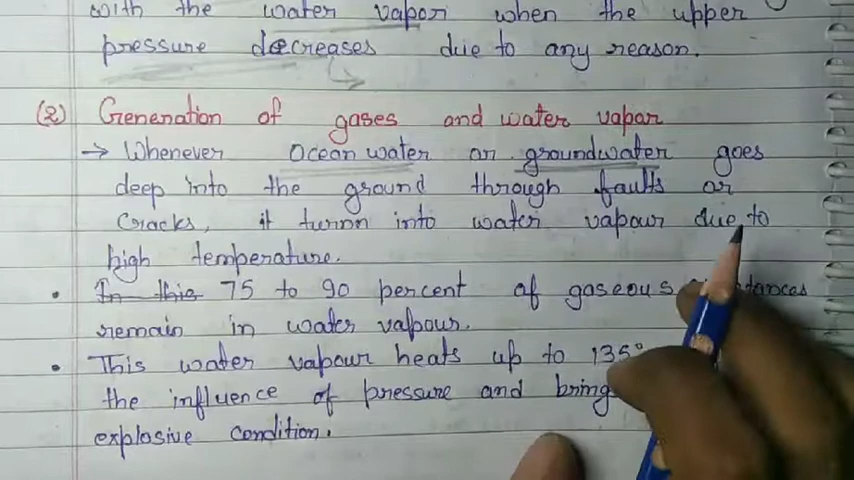 with the water vapor when the upper
pressure decreases due to any reason.
(2) Generation of gases and water vapor
→ Whenever ocean water or groundwater goes
deep into the ground through faults or
cracks, it turnn into water vapour due to
high temperature.
• In this 75 to 90 percent of gaseous
remain in water vapour.
• This water vapour heats up to 135°
the influence of pressure and bring
explosive condition.